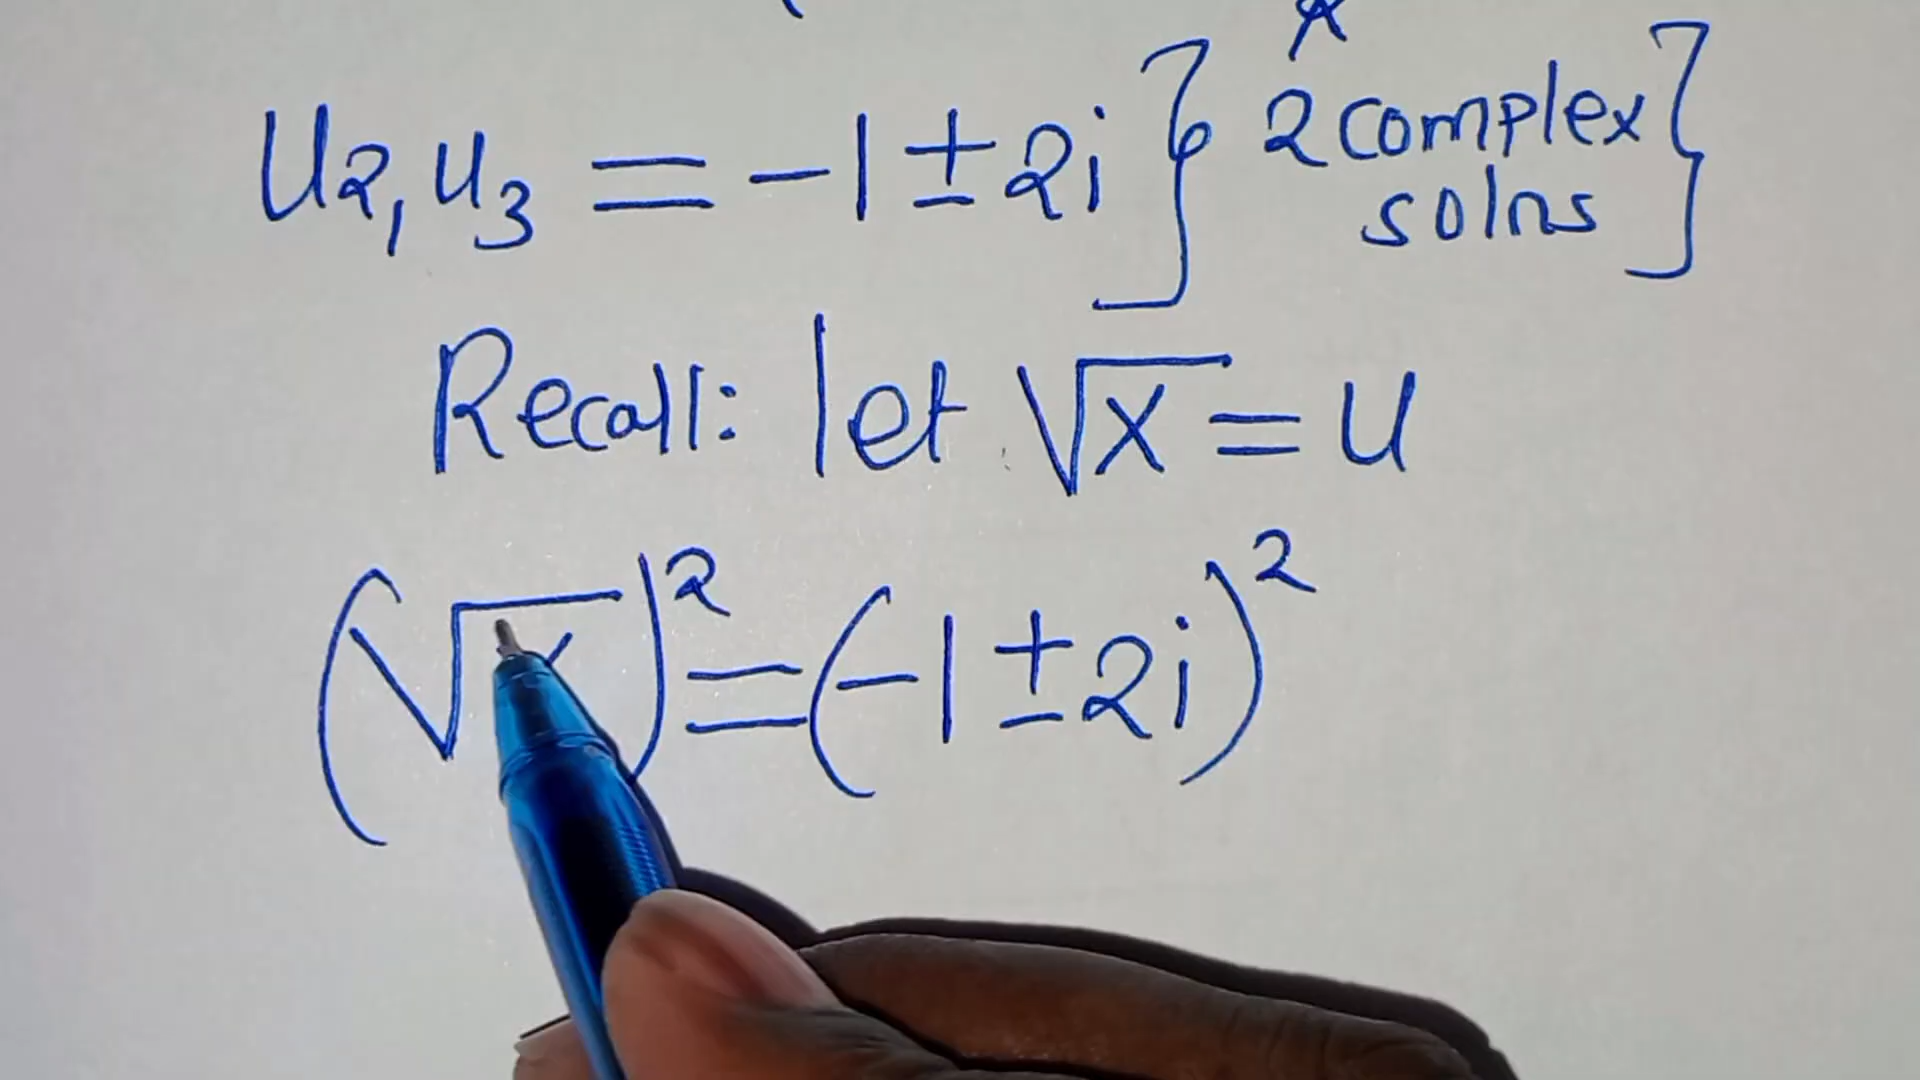 U2, U3 = -1 ± 2i } 2 complex solns }
Recall: let √x = u
(√x)² = (-1 ± 2i)²